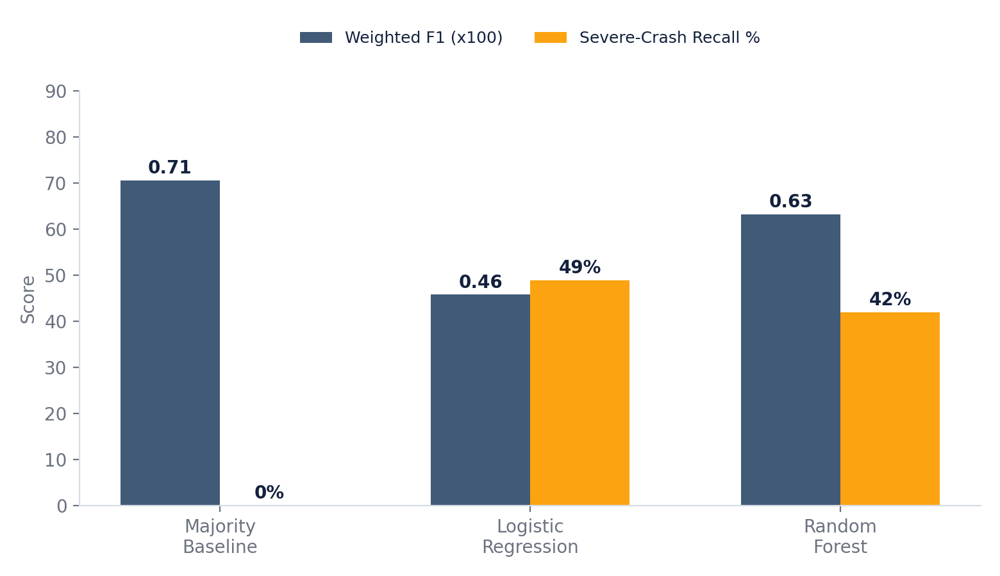 Weighted F1 (x100)
Severe-Crash Recall %
90
80
70
60
50
40
30
20
10
0
Score
0.71
0%
0.46
49%
0.63
42%
Majority
Baseline
Logistic
Regression
Random
Forest